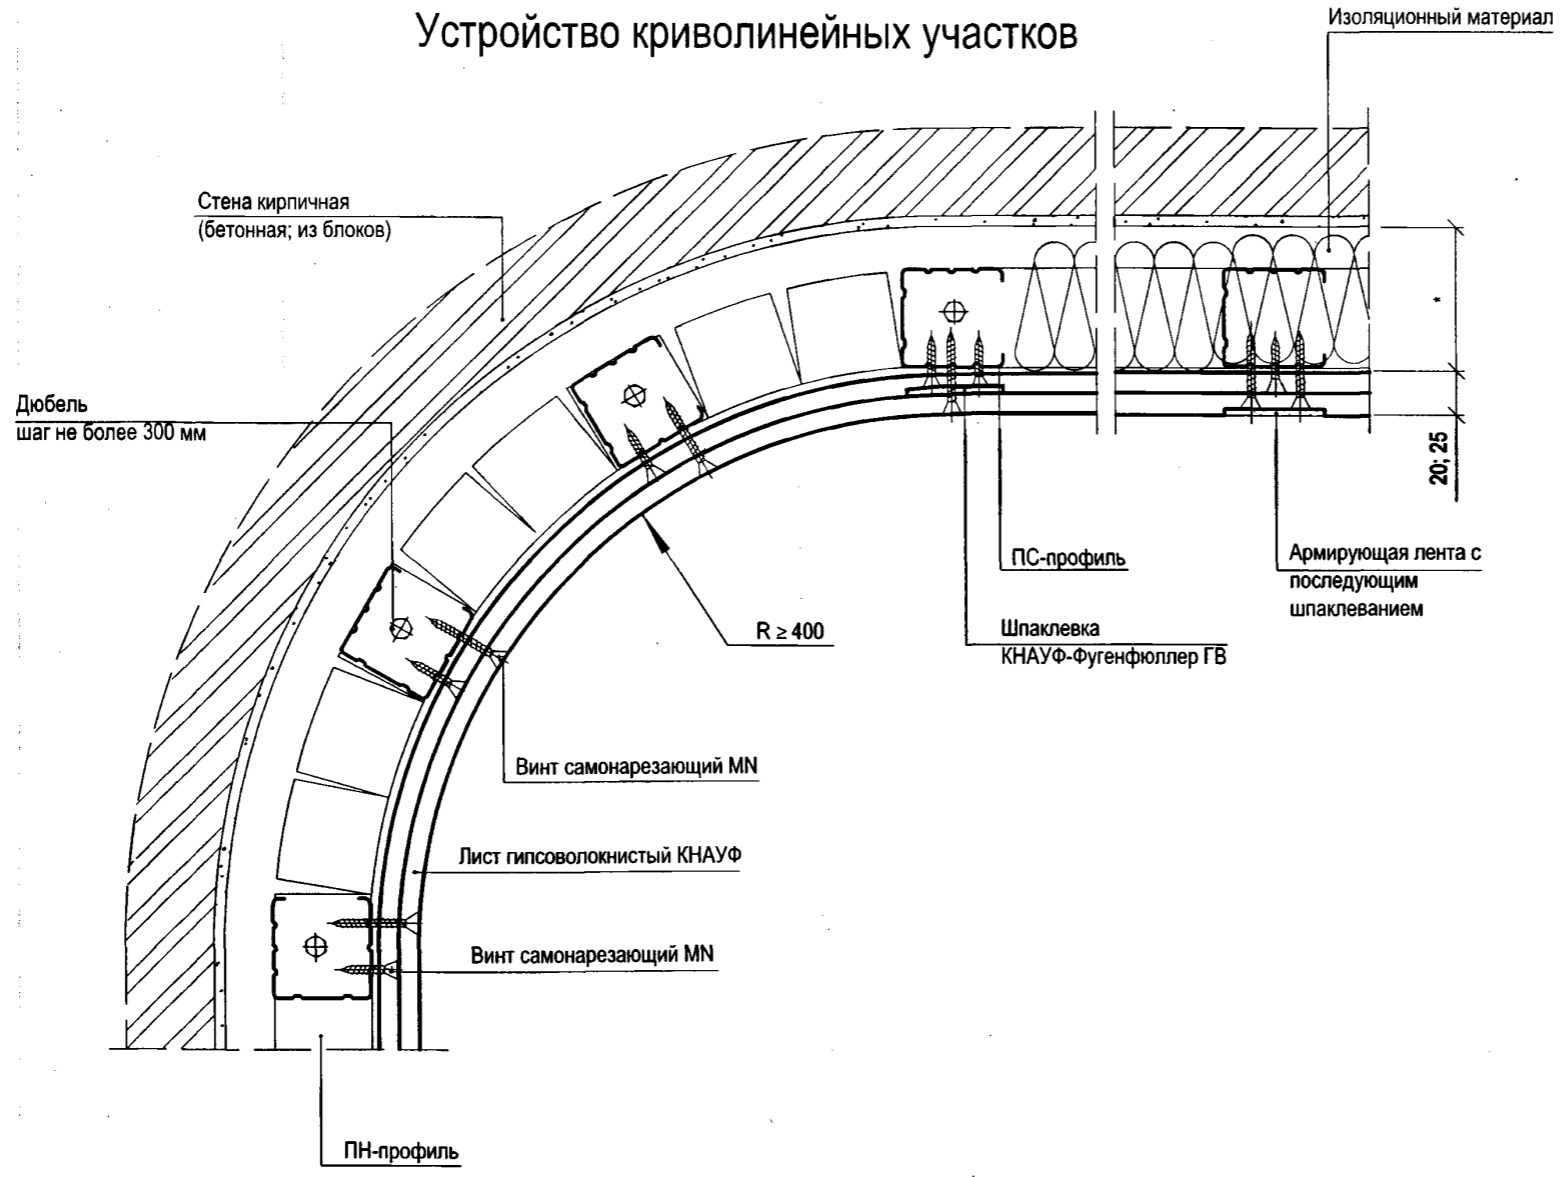 Устройство криволинейных участков
Изоляционный материал
Стена кирпичная
(бетонная; из блоков)
Дюбель
шаг не более 300 мм
*
20; 25
ПС-профиль
Армирующая лента с
последующим
шпаклеванием
R ≥ 400
Шпаклевка
КНАУФ-Фугенфюллер ГВ
Винт самонарезающий MN
Лист гипсоволокнистый КНАУФ
Винт самонарезающий MN
ПН-профиль